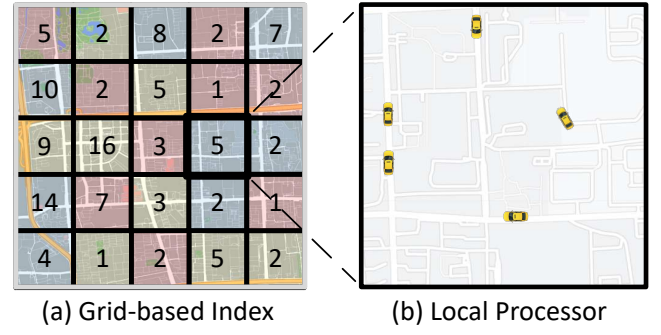 5 2 8 2 7
10 2 5 1 2
9 16 3 5 2
14 7 3 2 1
4 1 2 5 2
(a) Grid-based Index
(b) Local Processor